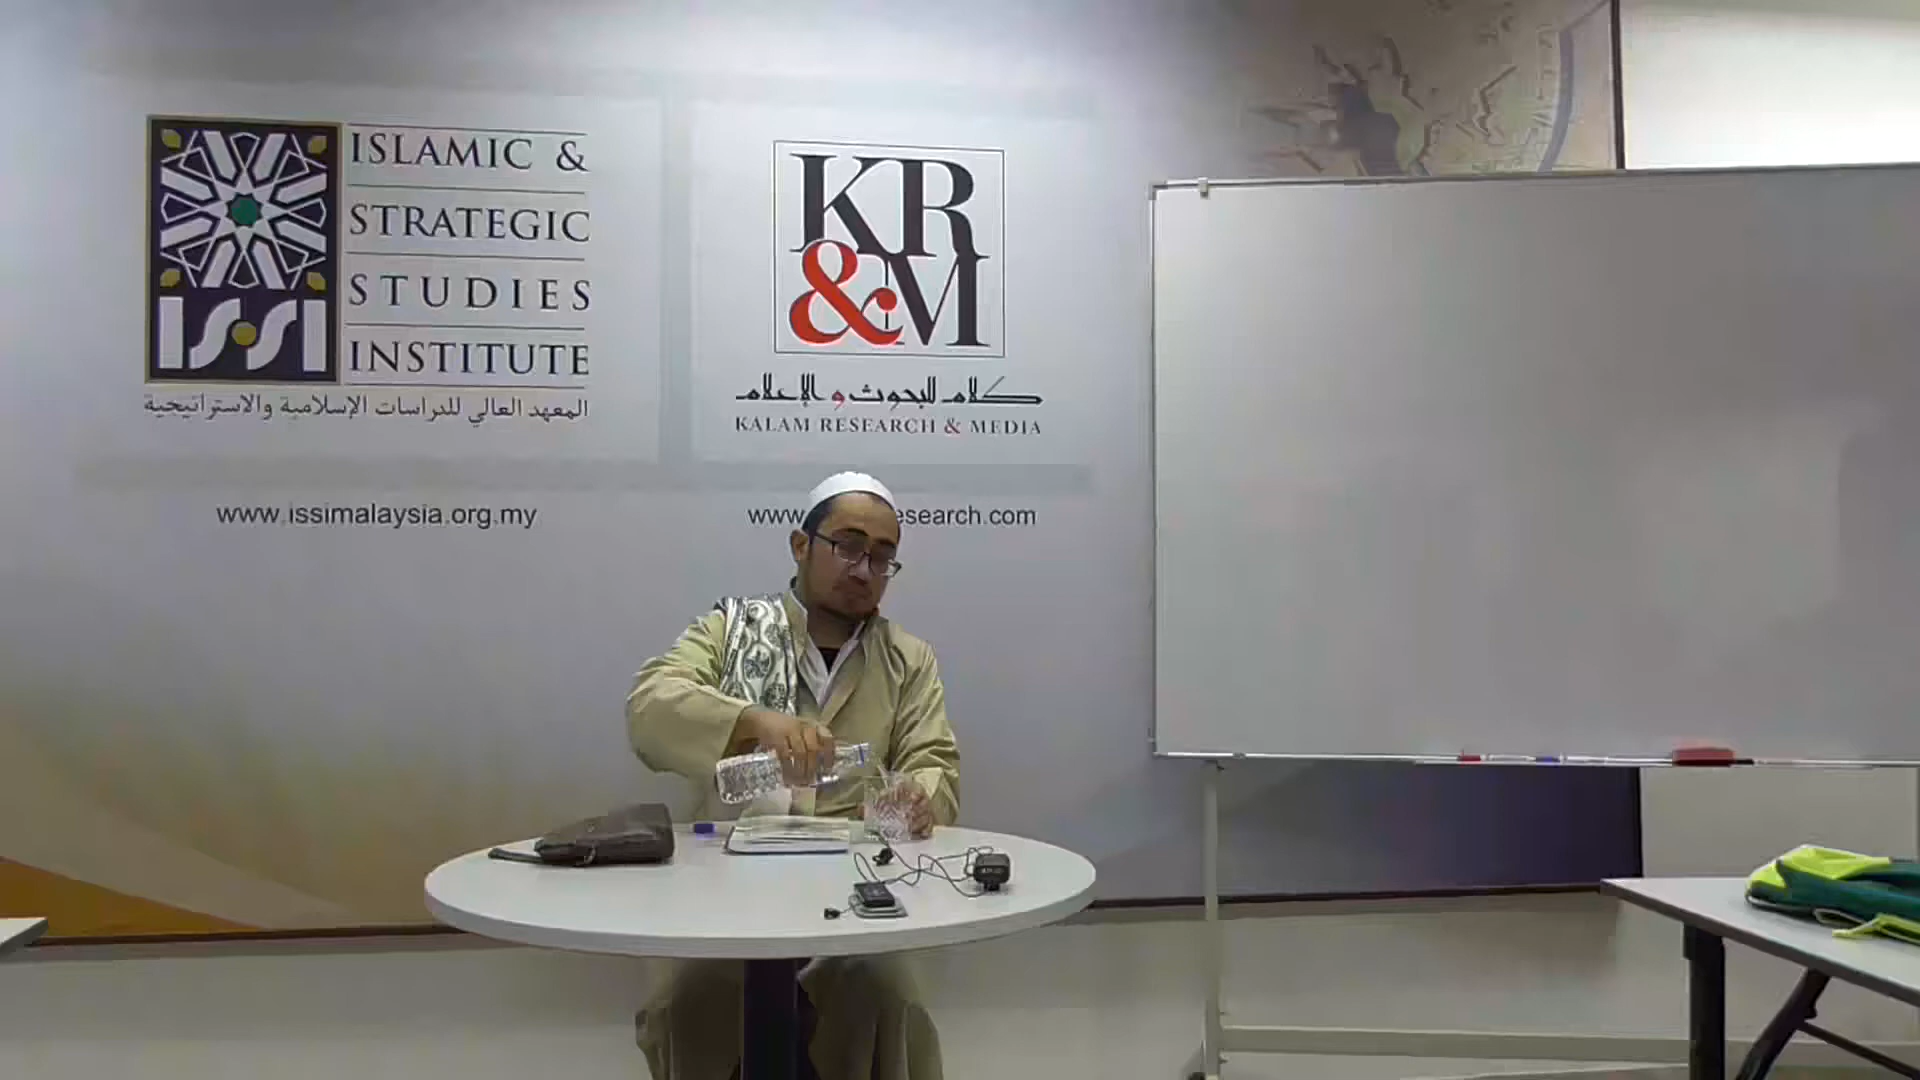 ISLAMIC &
STRATEGIC
STUDIES
INSTITUTE
ISSI
المعهد العالي للدراسات الإسلامية والاستراتيجية
www.issimalaysia.org.my
KR
&M
كلام للبحوث والإعلام
KALAM RESEARCH & MEDIA
www. esearch.com